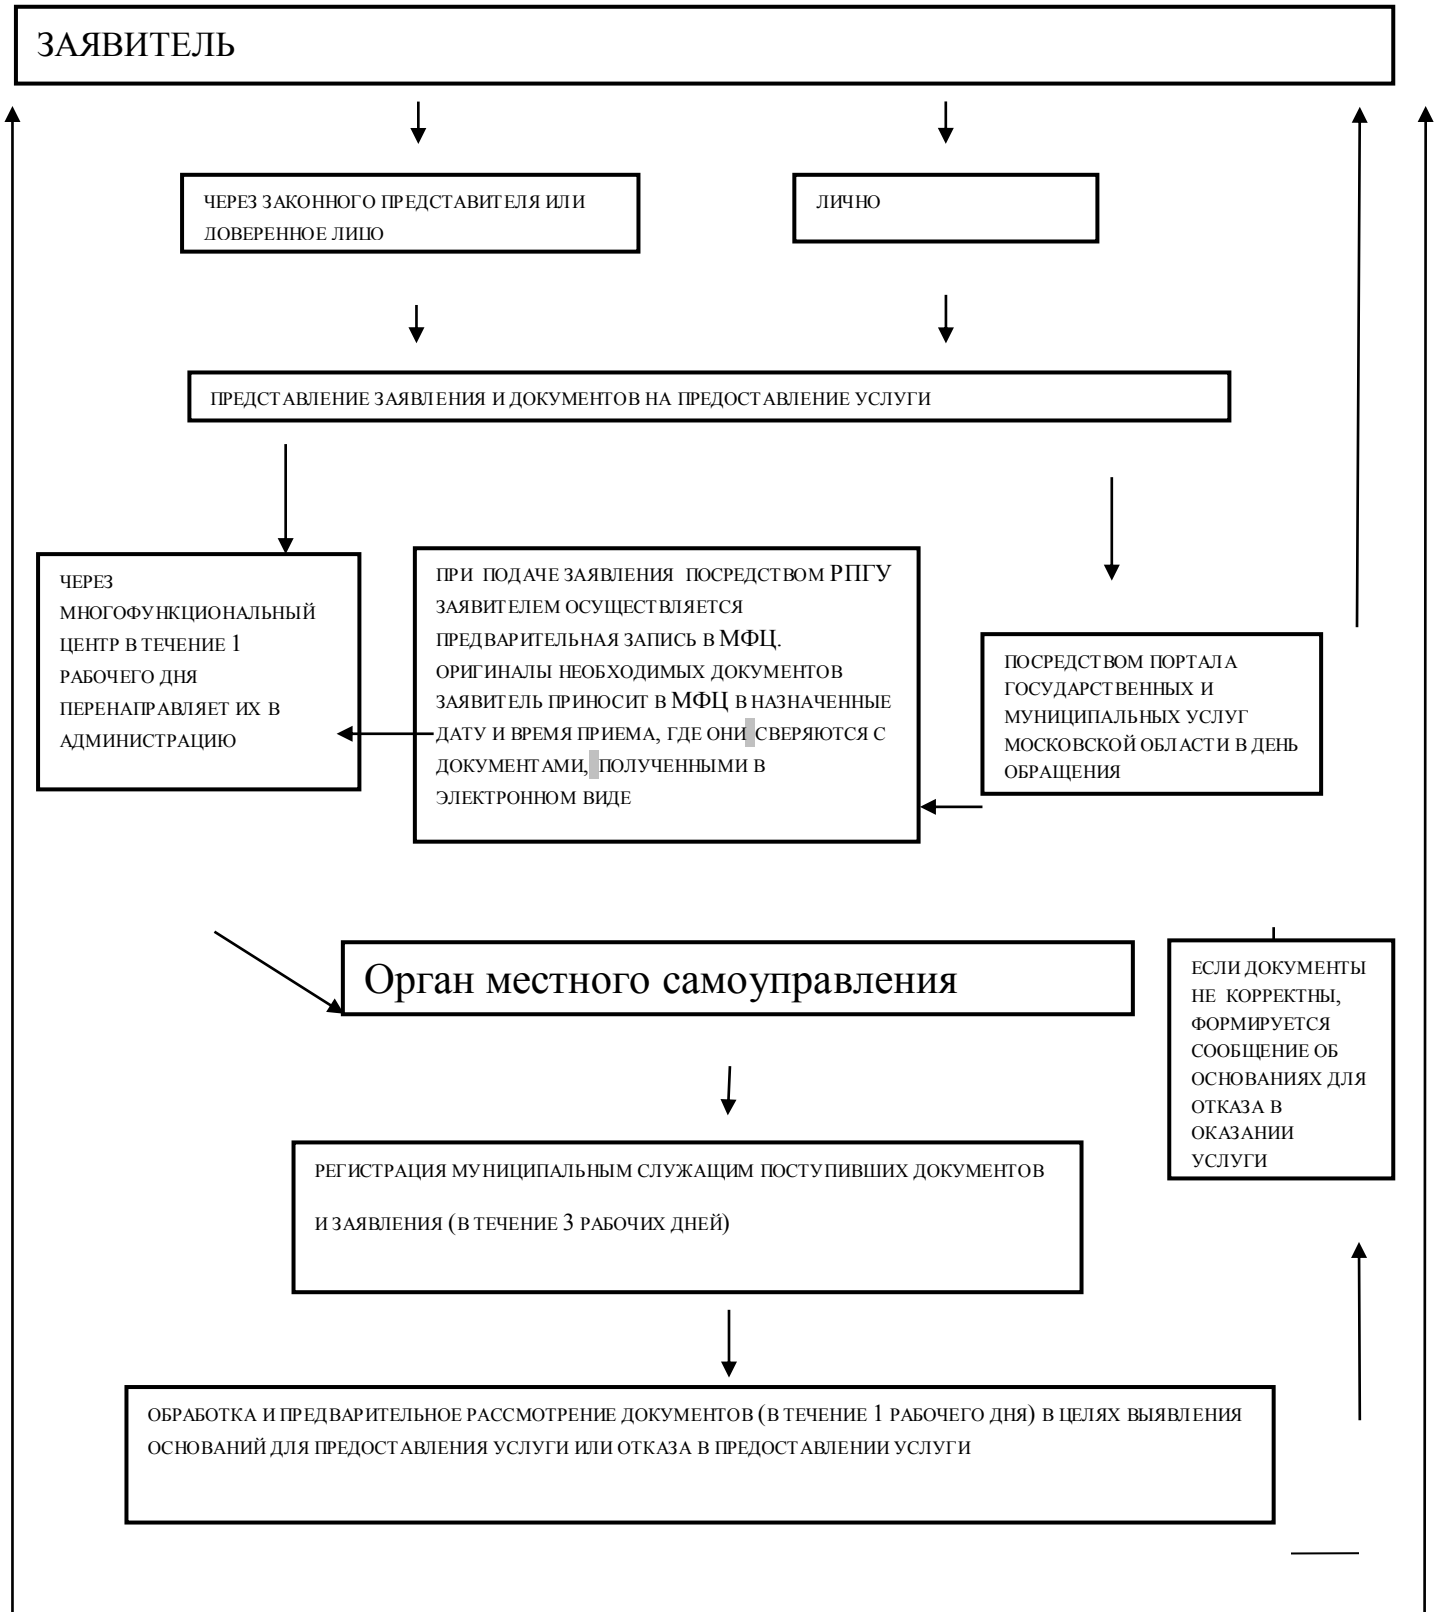 ЗАЯВИТЕЛЬ
ЧЕРЕЗ ЗАКОННОГО ПРЕДСТАВИТЕЛЯ ИЛИ
ДОВЕРЕННОЕ ЛИЦО
ЛИЧНО
ПРЕДСТАВЛЕНИЕ ЗАЯВЛЕНИЯ И ДОКУМЕНТОВ НА ПРЕДОСТАВЛЕНИЕ УСЛУГИ
ЧЕРЕЗ
МНОГОФУНКЦИОНАЛЬНЫЙ
ЦЕНТР В ТЕЧЕНИЕ 1
РАБОЧЕГО ДНЯ
ПЕРЕНАПРАВЛЯЕТ ИХ В
АДМИНИСТРАЦИЮ
ПРИ ПОДАЧЕ ЗАЯВЛЕНИЯ ПОСРЕДСТВОМ РПГУ
ЗАЯВИТЕЛЕМ ОСУЩЕСТВЛЯЕТСЯ
ПРЕДВАРИТЕЛЬНАЯ ЗАПИСЬ В МФЦ.
ОРИГИНАЛЫ НЕОБХОДИМЫХ ДОКУМЕНТОВ
ЗАЯВИТЕЛЬ ПРИНОСИТ В МФЦ В НАЗНАЧЕННЫЕ
ДАТУ И ВРЕМЯ ПРИЕМА, ГДЕ ОНИ СВЕРЯЮТСЯ С
ДОКУМЕНТАМИ, ПОЛУЧЕННЫМИ В
ЭЛЕКТРОННОМ ВИДЕ
ПОСРЕДСТВОМ ПОРТАЛА
ГОСУДАРСТВЕННЫХ И
МУНИЦИПАЛЬНЫХ УСЛУГ
МОСКОВСКОЙ ОБЛАСТИ В ДЕНЬ
ОБРАЩЕНИЯ
Орган местного самоуправления
ЕСЛИ ДОКУМЕНТЫ
НЕ КОРРЕКТНЫ,
ФОРМИРУЕТСЯ
СООБЩЕНИЕ ОБ
ОСНОВАНИЯХ ДЛЯ
ОТКАЗА В
ОКАЗАНИИ
УСЛУГИ
РЕГИСТРАЦИЯ МУНИЦИПАЛЬНЫМ СЛУЖАЩИМ ПОСТУПИВШИХ ДОКУМЕНТОВ
И ЗАЯВЛЕНИЯ (В ТЕЧЕНИЕ 3 РАБОЧИХ ДНЕЙ)
ОБРАБОТКА И ПРЕДВАРИТЕЛЬНОЕ РАССМОТРЕНИЕ ДОКУМЕНТОВ (В ТЕЧЕНИЕ 1 РАБОЧЕГО ДНЯ) В ЦЕЛЯХ ВЫЯВЛЕНИЯ
ОСНОВАНИЙ ДЛЯ ПРЕДОСТАВЛЕНИЯ УСЛУГИ ИЛИ ОТКАЗА В ПРЕДОСТАВЛЕНИИ УСЛУГИ